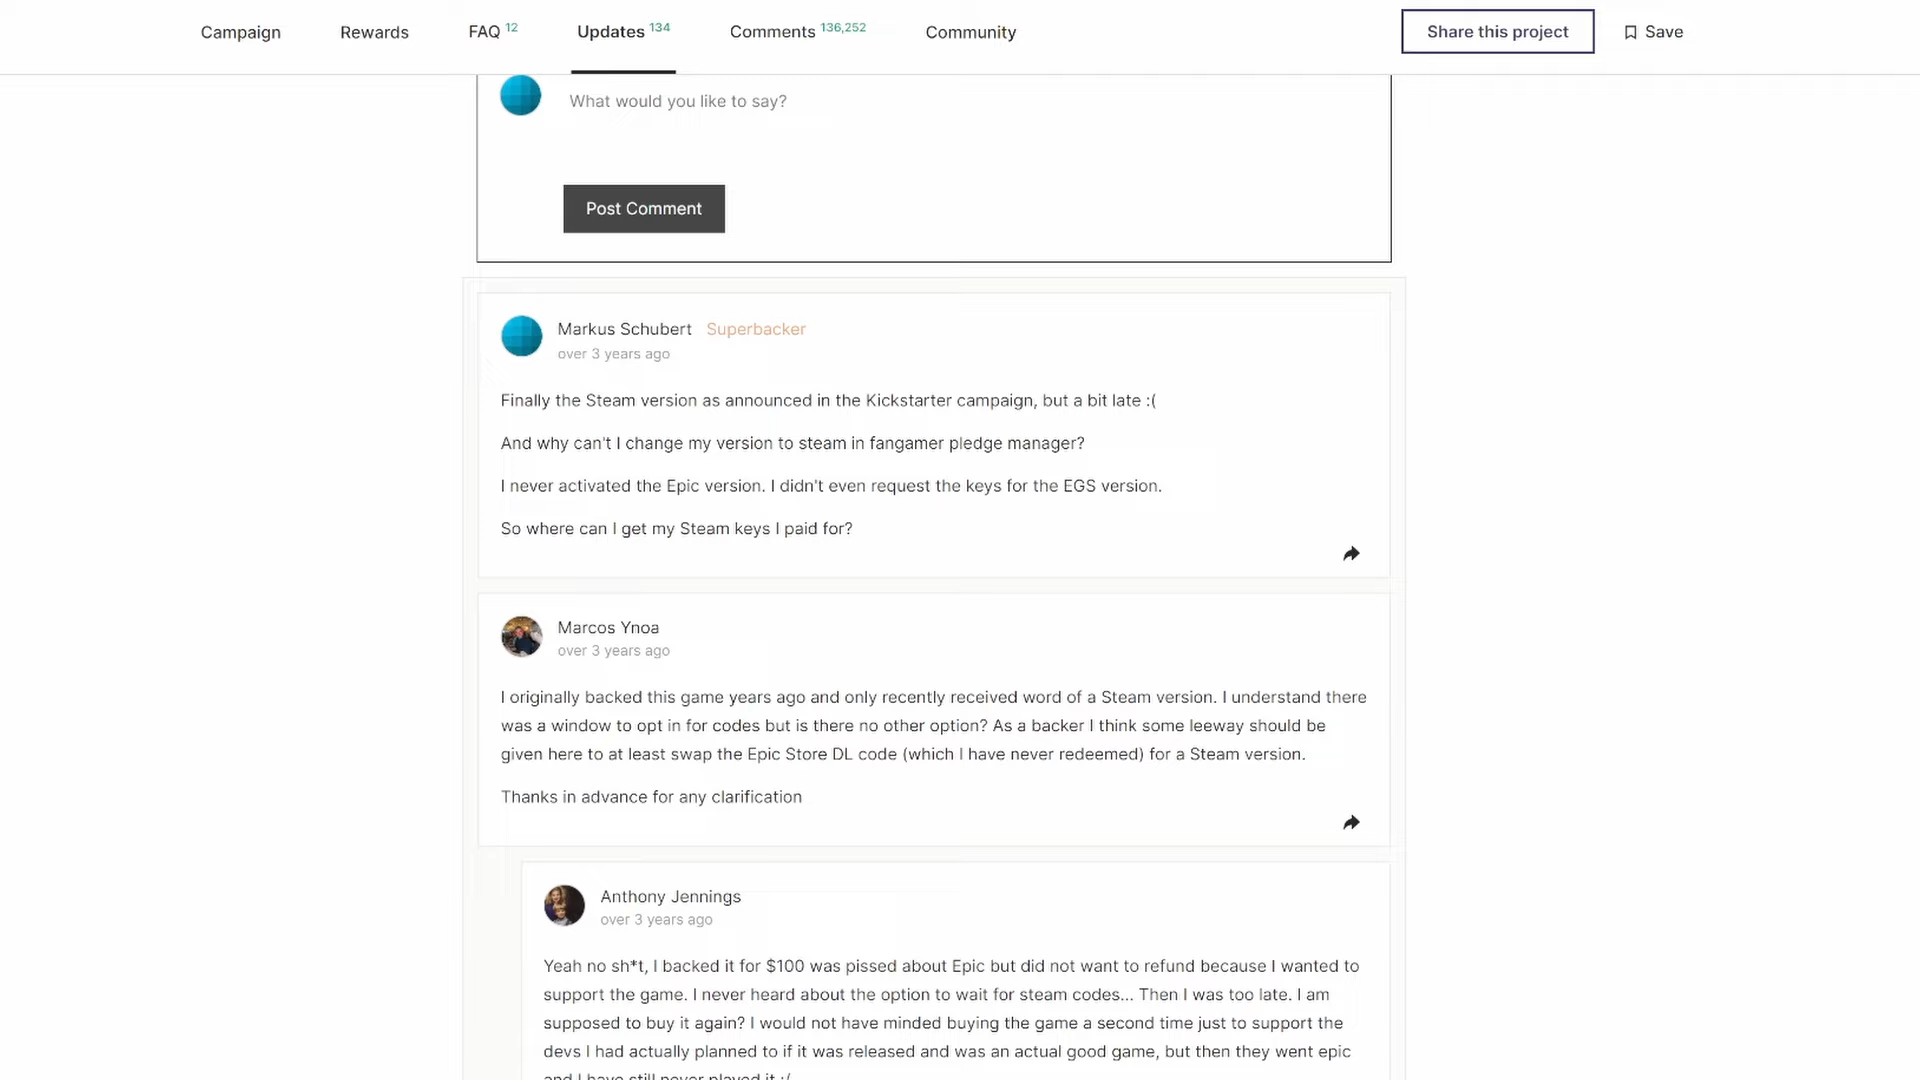 Campaign
Rewards
FAQ 12
Updates 134
Comments 136,252
Community
Share this project
Save
What would you like to say?
Post Comment
Markus Schubert Superbacker
over 3 years ago
Finally the Steam version as announced in the Kickstarter campaign, but a bit late :(
And why can't I change my version to steam in fangamer pledge manager?
I never activated the Epic version. I didn't even request the keys for the EGS version.
So where can I get my Steam keys I paid for?
Marcos Ynoa
over 3 years ago
I originally backed this game years ago and only recently received word of a Steam version. I understand there
was a window to opt in for codes but is there no other option? As a backer I think some leeway should be
given here to at least swap the Epic Store DL code (which I have never redeemed) for a Steam version.
Thanks in advance for any clarification
Anthony Jennings
over 3 years ago
Yeah no sh*t, I backed it for $100 was pissed about Epic but did not want to refund because I wanted to
support the game. I never heard about the option to wait for steam codes... Then I was too late. I am
supposed to buy it again? I would not have minded buying the game a second time just to support the
devs I had actually planned to if it was released and was an actual good game, but then they went epic
and I have still never played it :(